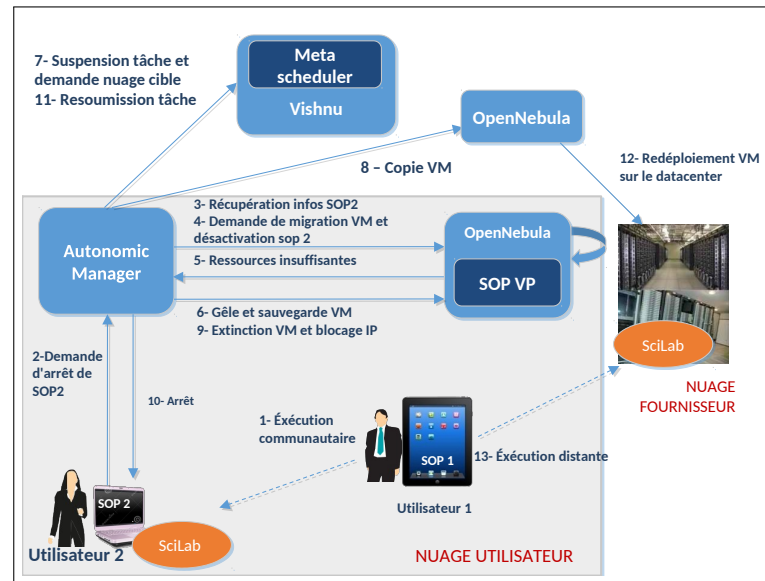 7- Suspension tâche et
demande nuage cible
11- Resoumission tâche
Meta
scheduler
Vishnu
OpenNebula
8 – Copie VM
12- Redéploiement VM
sur le datacenter
3- Récupération infos SOP2
4- Demande de migration VM et
désactivation sop 2
5- Ressources insuffisantes
Autonomic
Manager
OpenNebula
SOP VP
6- Gêle et sauvegarde VM
9- Extinction VM et blocage IP
SciLab
2-Demande
d'arrêt de
SOP2
10- Arrêt
NUAGE
FOURNISSEUR
1- Éxécution
communautaire
SOP 1
13- Éxécution distante
SOP 2
Utilisateur 1
Utilisateur 2
SciLab
NUAGE UTILISATEUR